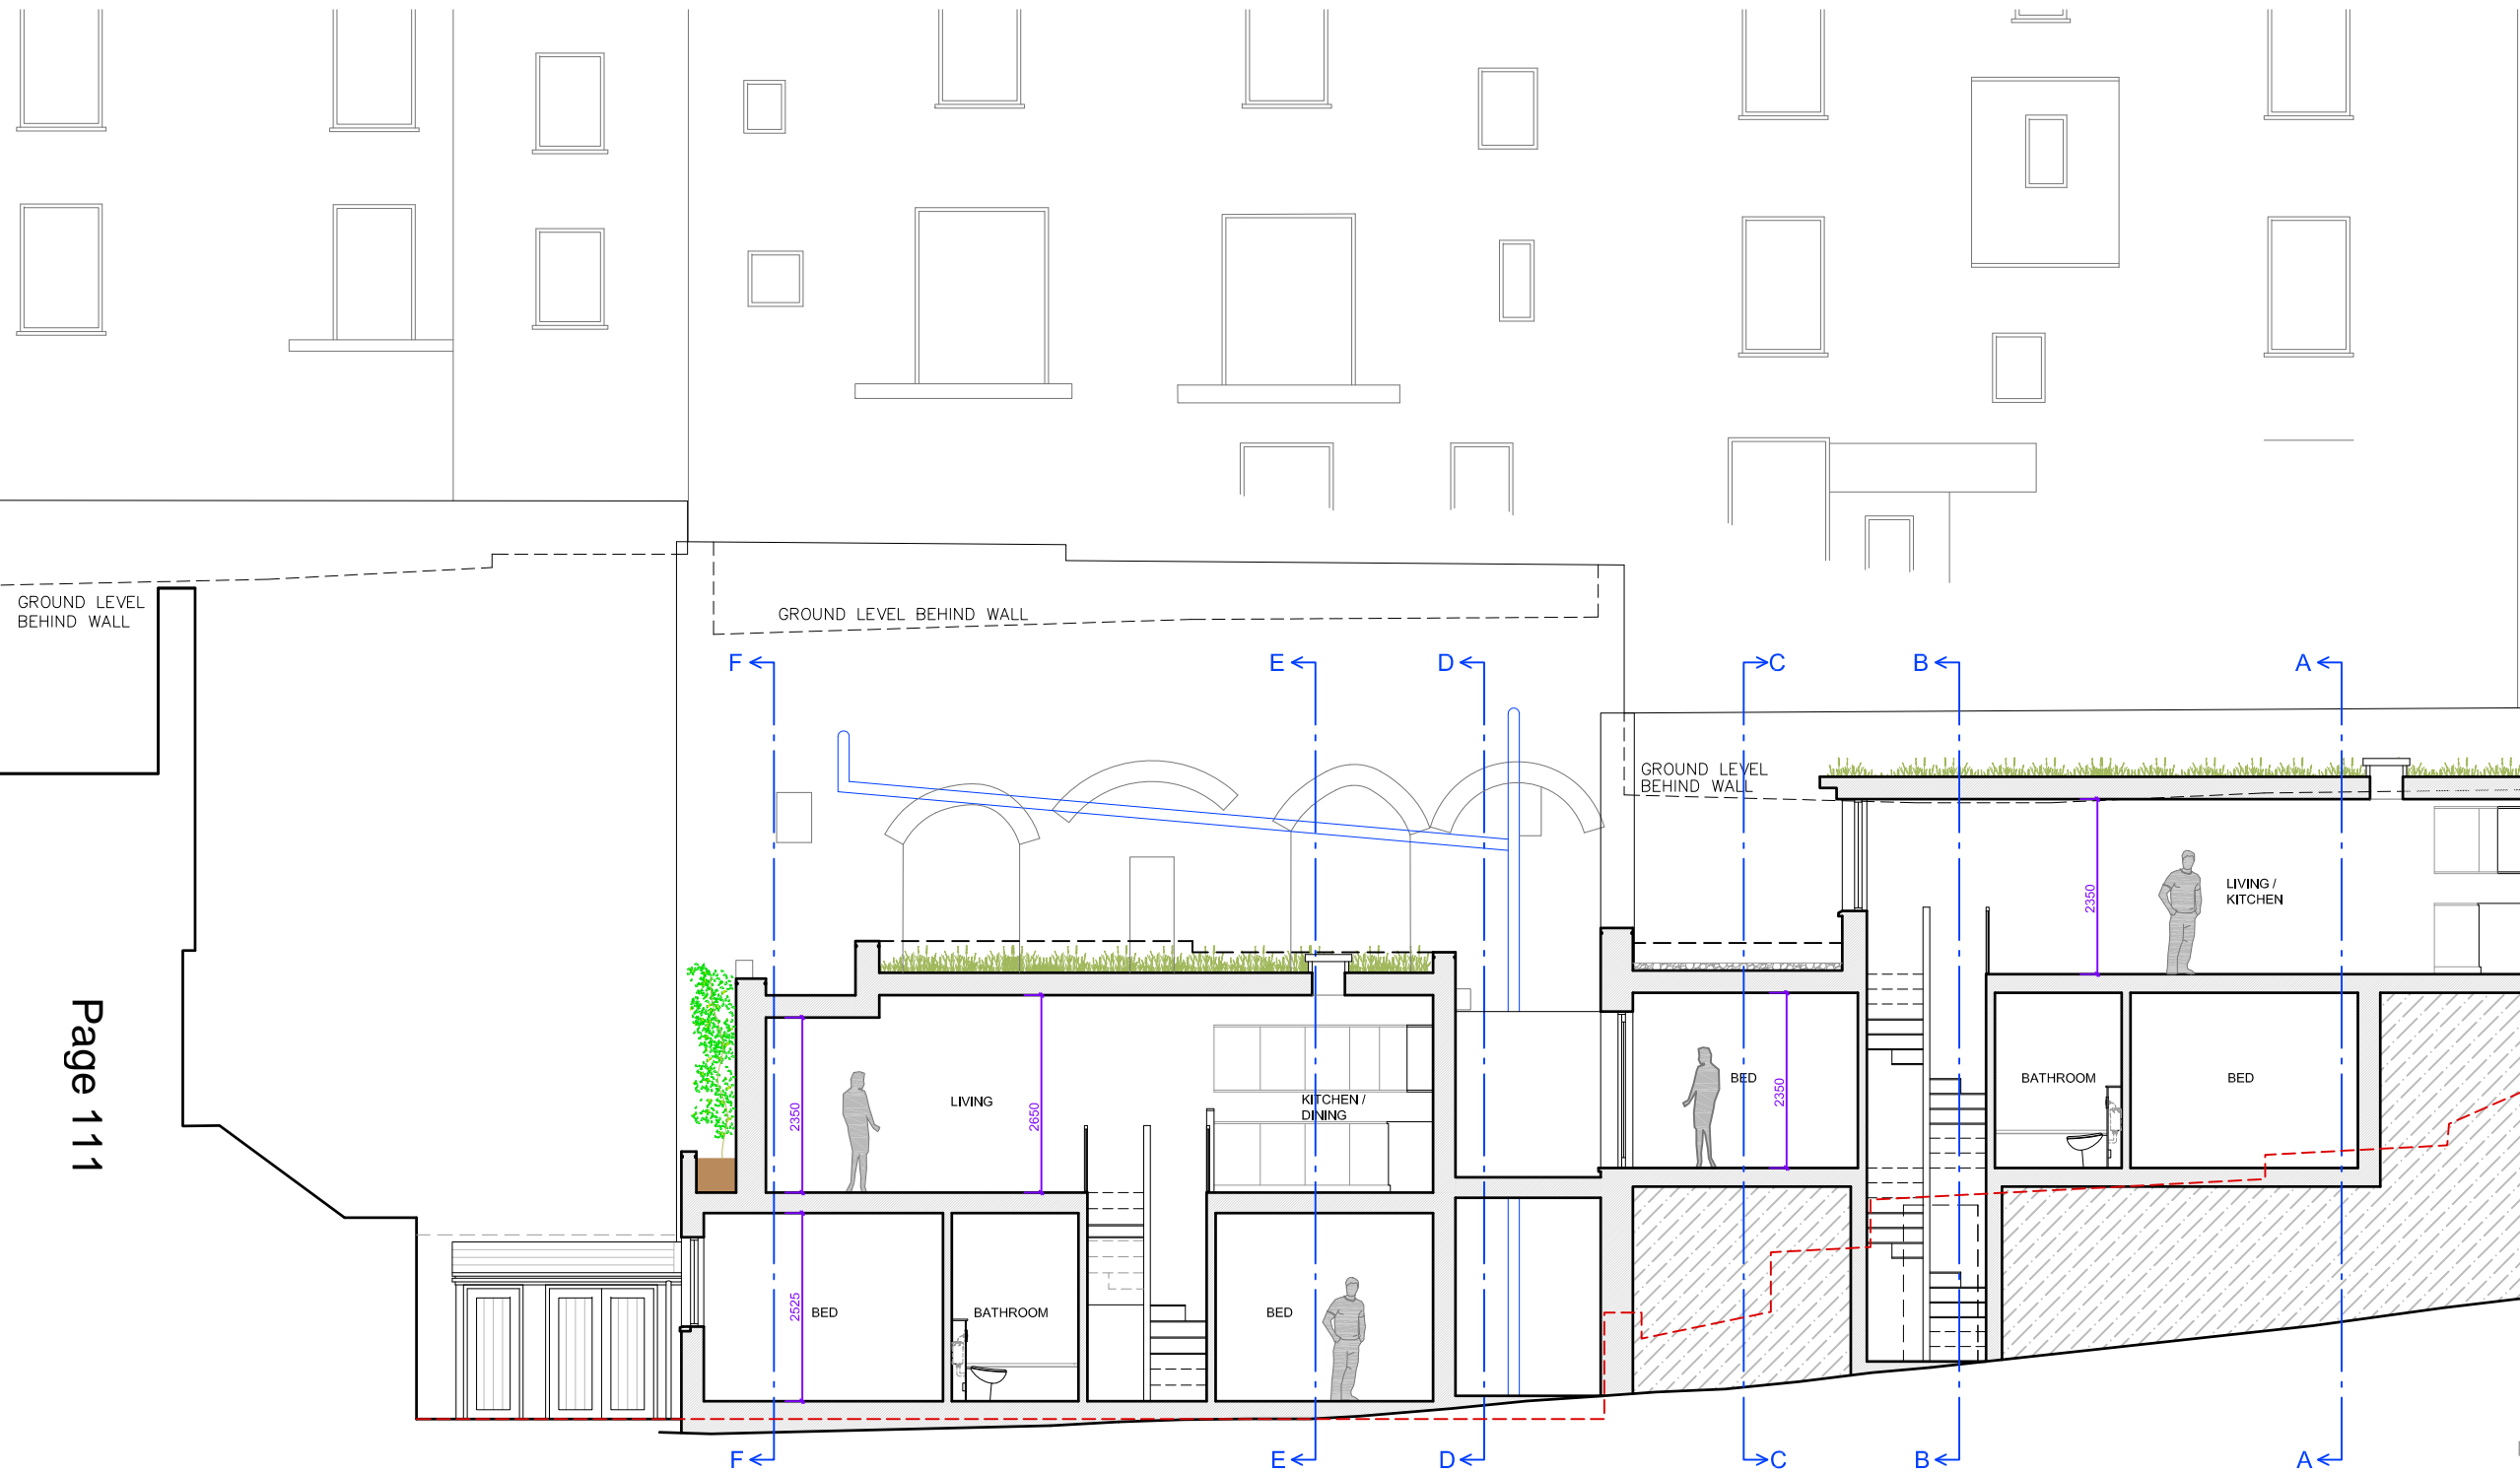 GROUND LEVEL
BEHIND WALL
GROUND LEVEL BEHIND WALL
F
E
D
C
B
A
GROUND LEVEL
BEHIND WALL
LIVING /
KITCHEN
2350
LIVING
2350
2650
KITCHEN /
DINING
BED
2350
BATHROOM
BED
BED
2525
BATHROOM
BED
F
E
D
C
B
A
Page 111